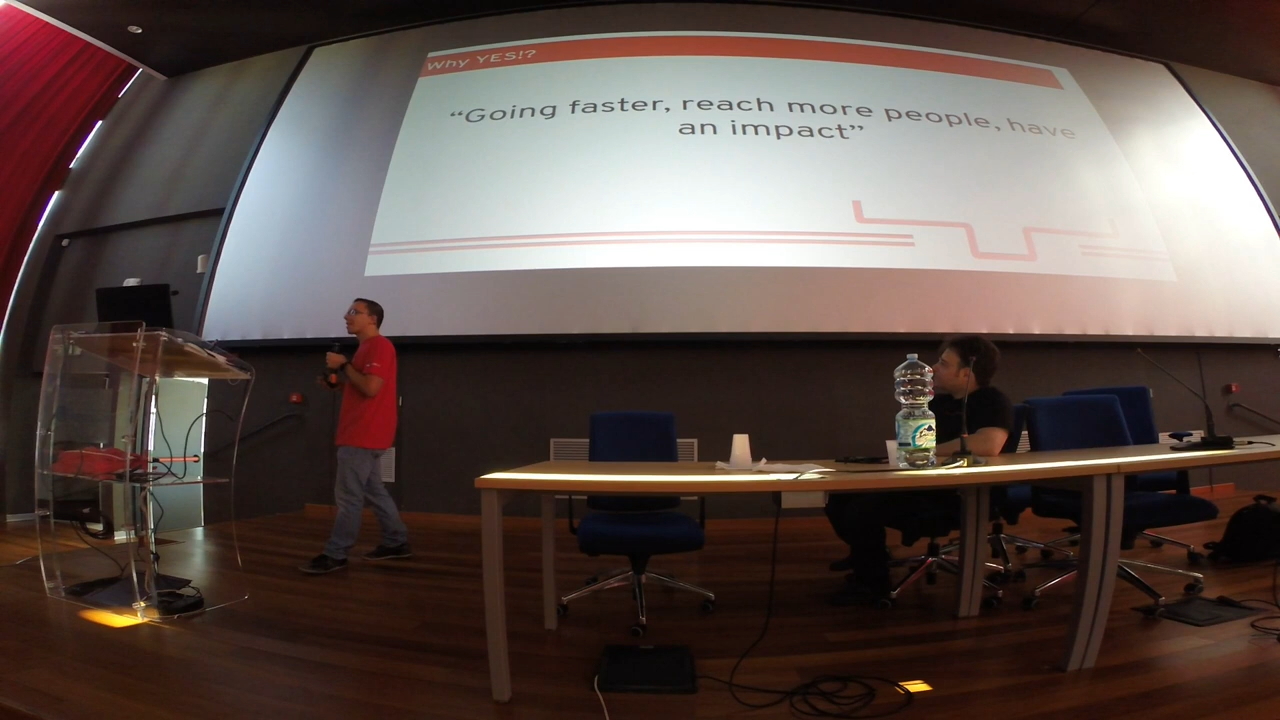 Why YES!?
“Going faster, reach more people, have
an impact”